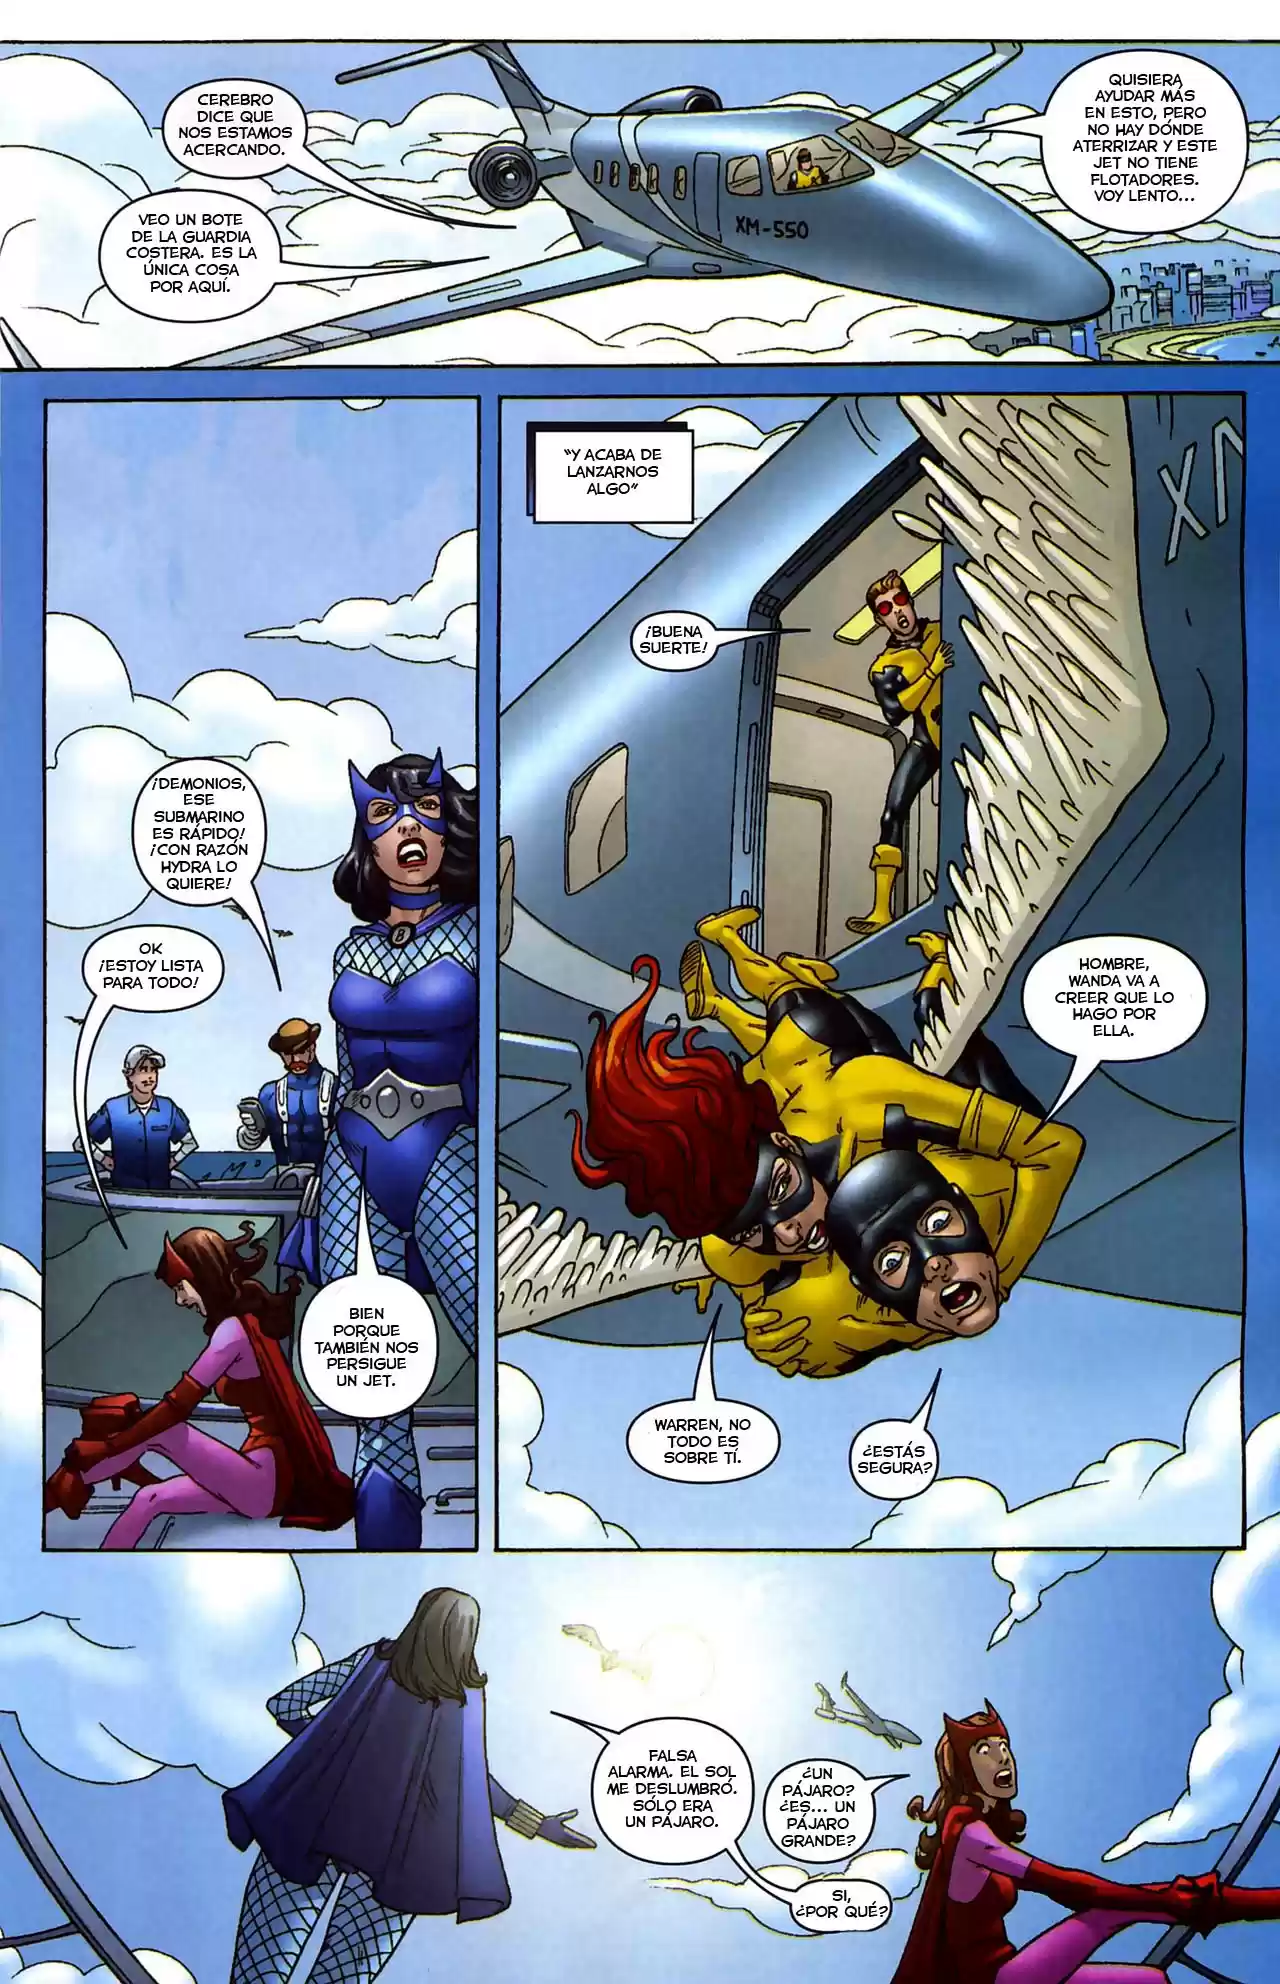 CEREBRO
DICE QUE
NOS ESTAMOS
ACERCANDO.
VEO UN BOTE
DE LA GUARDIA
COSTERA. ES LA
ÚNICA COSA
POR AQUÍ.
QUISIERA
AYUDAR MÁS
EN ESTO, PERO
NO HAY DÓNDE
ATERRIZAR Y ESTE
JET NO TIENE
FLOTADORES.
VOY LENTO...
XM-550
¡DEMONIOS,
ESE
SUBMARINO
ES RÁPIDO!
¡CON RAZÓN
HYDRA LO
QUIERE!
OK
¡ESTOY LISTA
PARA TODO!
B
BIEN
PORQUE
TAMBIÉN NOS
PERSIGUE
UN JET.
"Y ACABA DE
LANZARNOS
ALGO"
¡BUENA
SUERTE!
HOMBRE,
WANDA VA A
CREER QUE LO
HAGO POR
ELLA.
WARREN, NO
TODO ES
SOBRE TÍ.
¿ESTÁS
SEGURA?
FALSA
ALARMA. EL SOL
ME DESLUMBRÓ.
SÓLO ERA
UN PÁJARO.
¿UN
PÁJARO?
¿ES... UN
PÁJARO
GRANDE?
SI,
¿POR QUÉ?